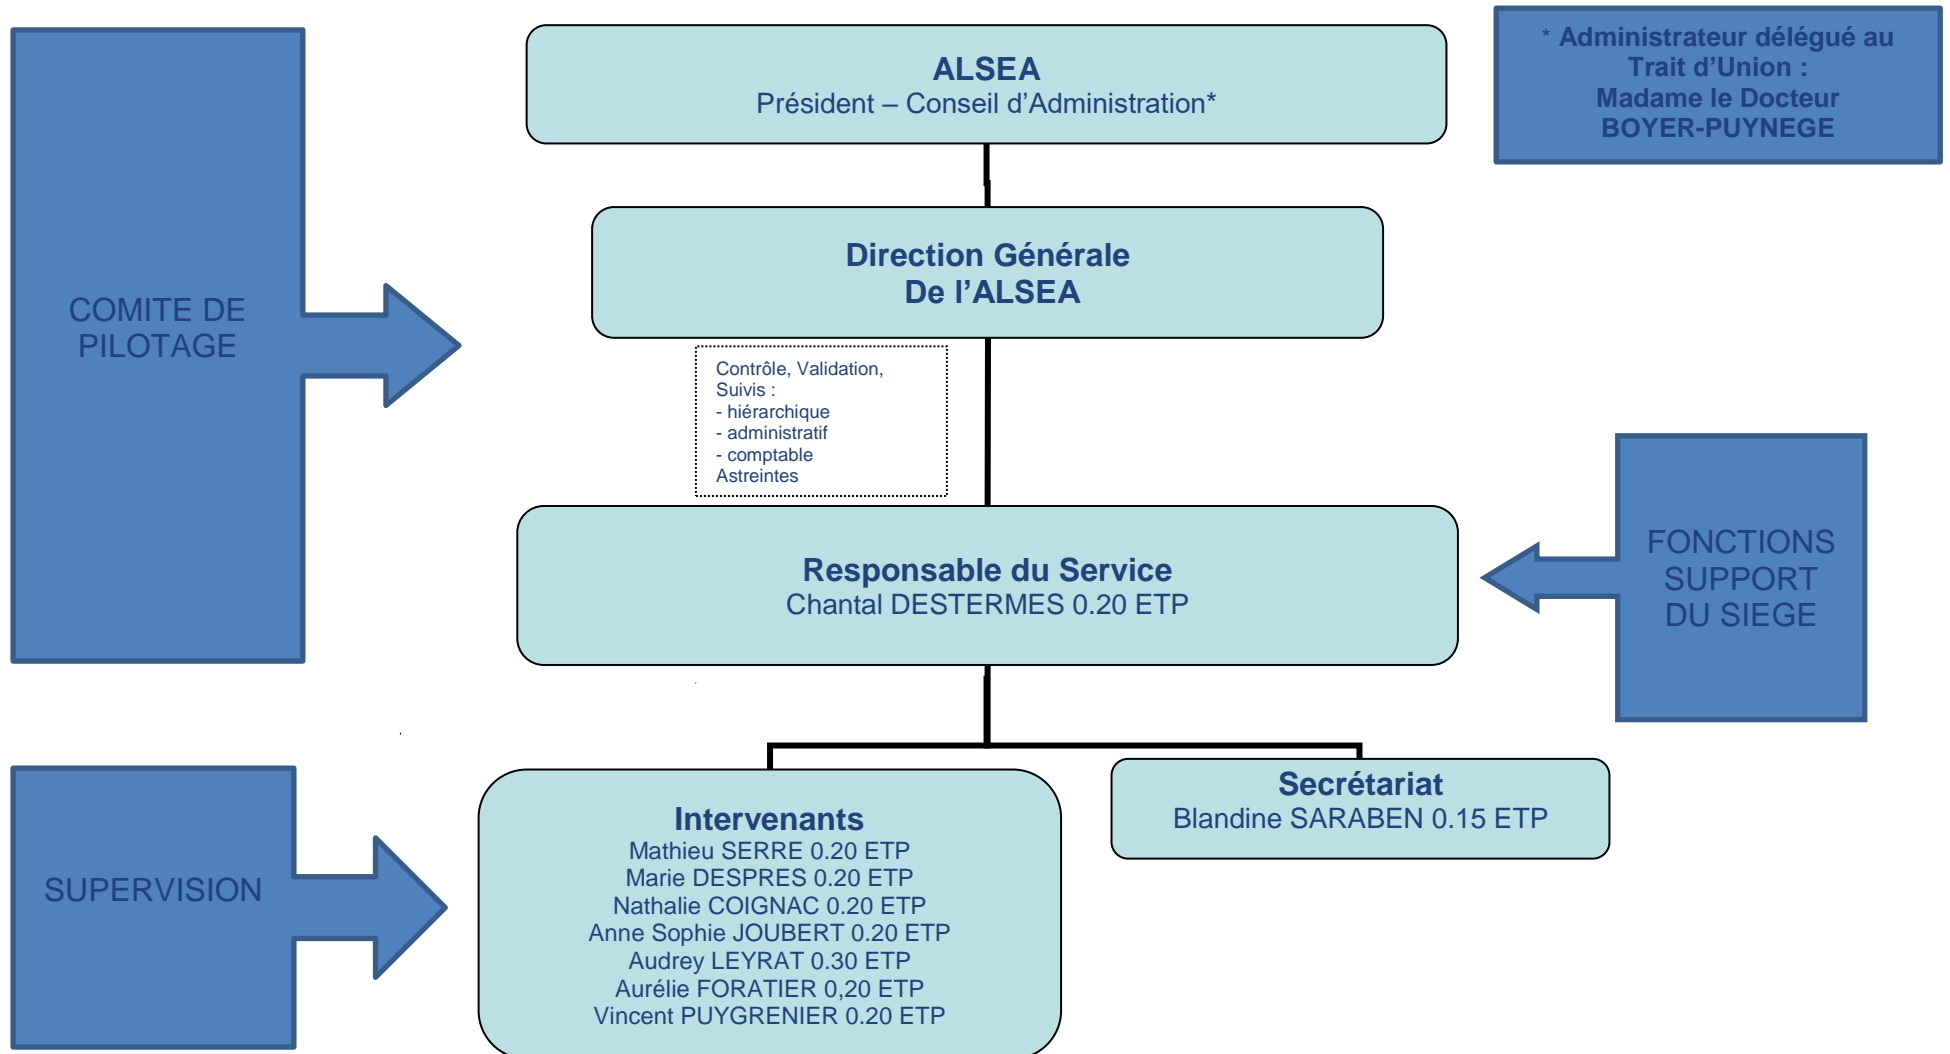 ALSEA
Président – Conseil d'Administration*
* Administrateur délégué au
Trait d'Union :
Madame le Docteur
BOYER-PUYNEGE
Direction Générale
De l'ALSEA
COMITE DE
PILOTAGE
Contrôle, Validation,
Suivis :
- hiérarchique
- administratif
- comptable
Astreintes
Responsable du Service
Chantal DESTERMES 0.20 ETP
FONCTIONS
SUPPORT
DU SIEGE
SUPERVISION
Intervenants
Mathieu SERRE 0.20 ETP
Marie DESPRES 0.20 ETP
Nathalie COIGNAC 0.20 ETP
Anne Sophie JOUBERT 0.20 ETP
Audrey LEYRAT 0.30 ETP
Aurélie FORATIER 0,20 ETP
Vincent PUYGRENIER 0.20 ETP
Secrétariat
Blandine SARABEN 0.15 ETP